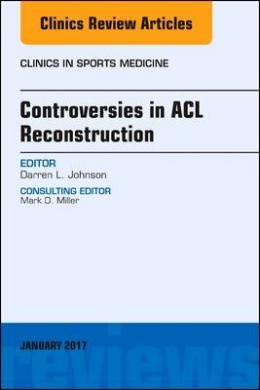 Clinics Review Articles
CLINICS IN SPORTS MEDICINE
Controversies in ACL
Reconstruction
EDITOR
Darren L. Johnson
CONSULTING EDITOR
Mark D. Miller
JANUARY 2017
reviews